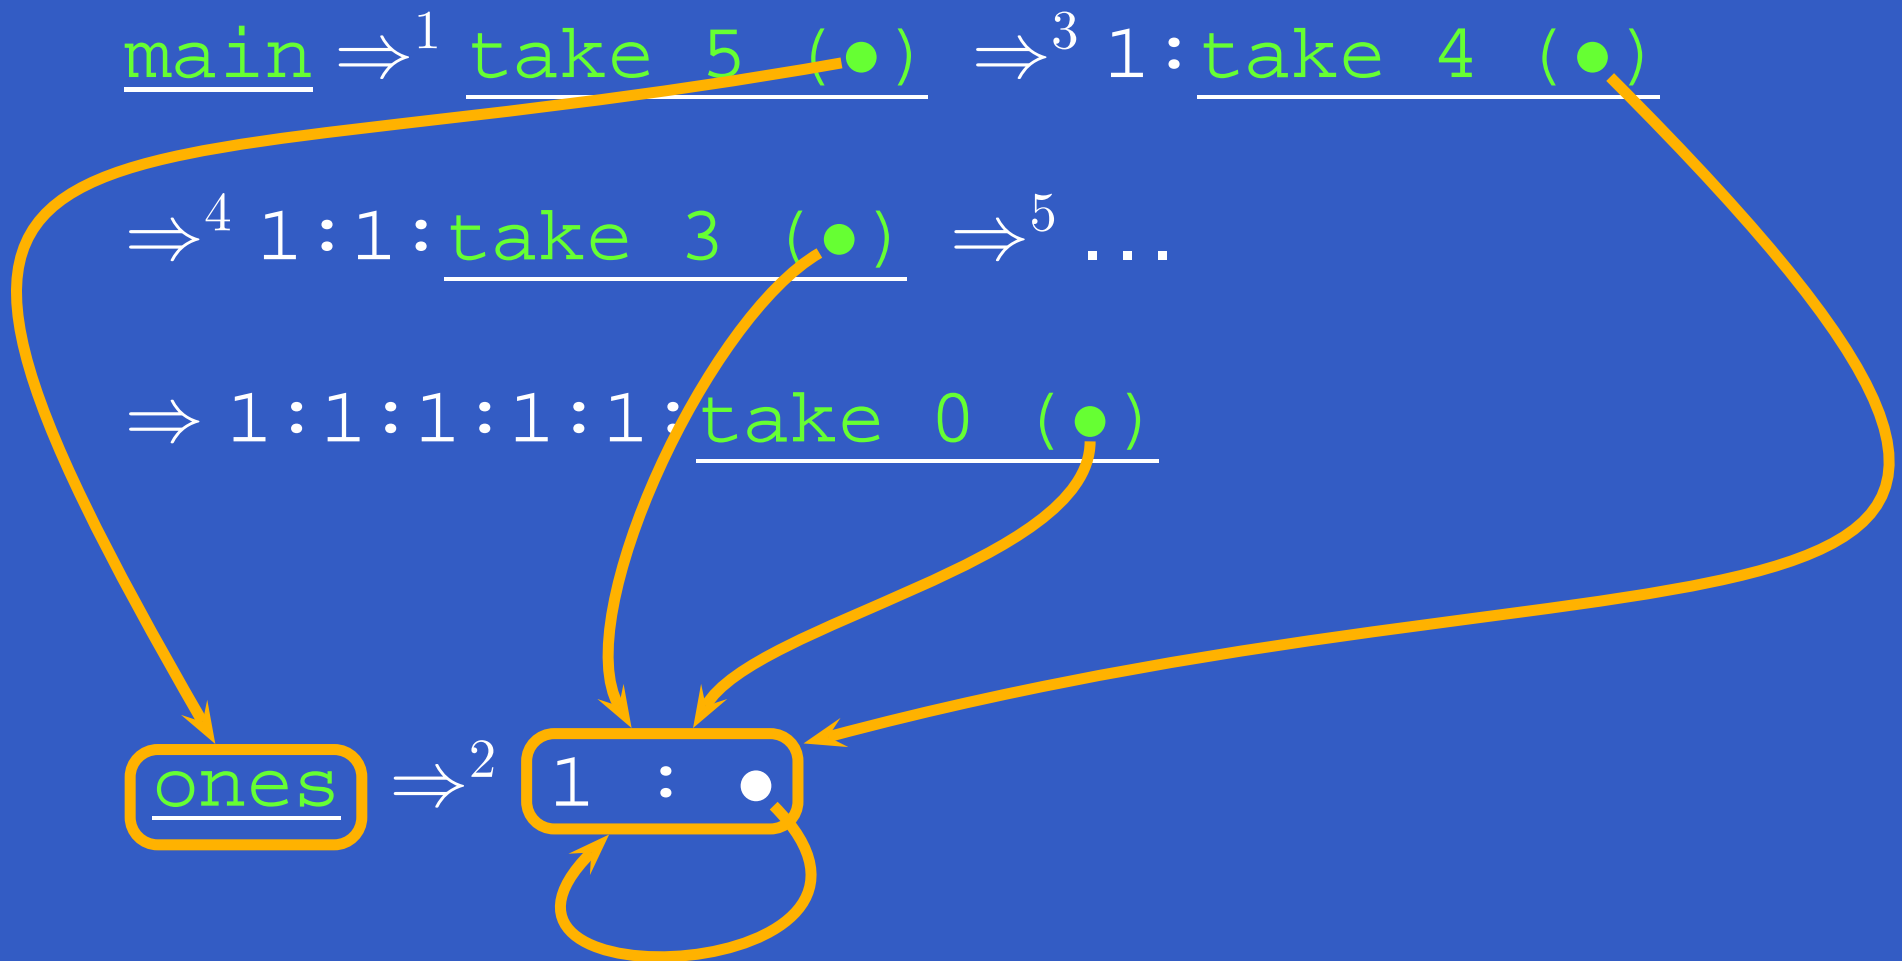 main ⇒¹ take 5 (●) ⇒³ 1:take 4 (●)
⇒⁴ 1:1:take 3 (●) ⇒⁵ ...
⇒ 1:1:1:1:1:take 0 (●)
ones ⇒² 1 : ●